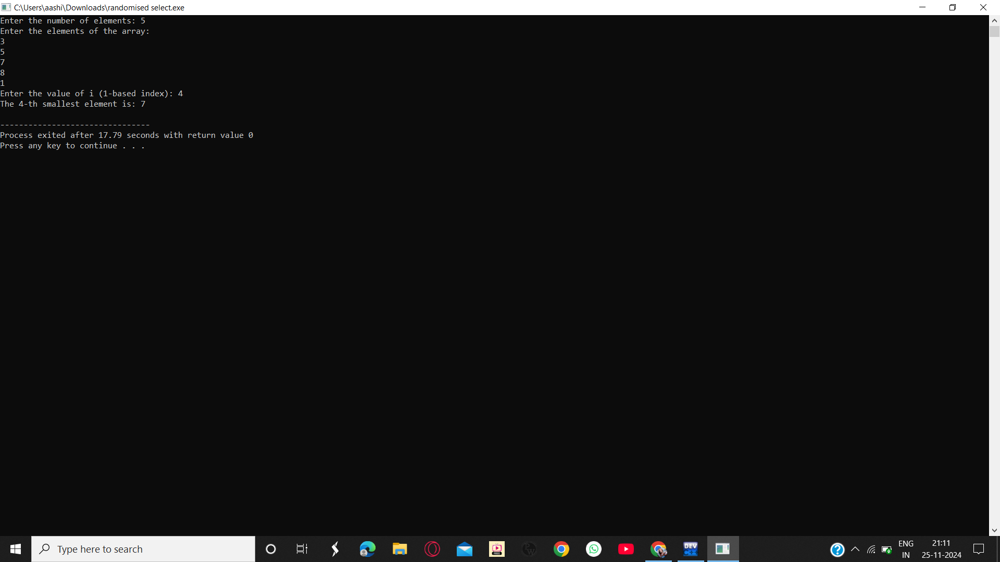 C:\Users\aashi\Downloads\randomised select.exe
Enter the number of elements: 5
Enter the elements of the array:
3
5
7
8
1
Enter the value of i (1-based index): 4
The 4-th smallest element is: 7
--------------------------------
Process exited after 17.79 seconds with return value 0
Press any key to continue . . .
Type here to search
FREE
PW
DEV
C++
ENG
IN
21:11
25-11-2024